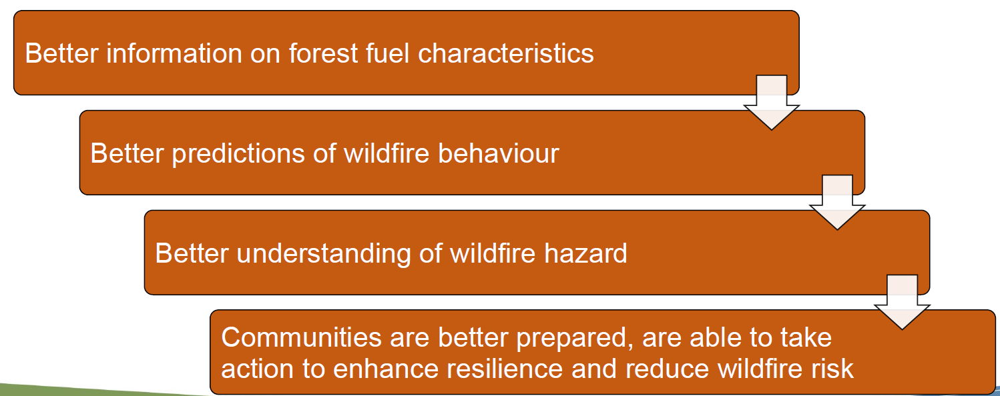 Better information on forest fuel characteristics
Better predictions of wildfire behaviour
Better understanding of wildfire hazard
Communities are better prepared, are able to take
action to enhance resilience and reduce wildfire risk